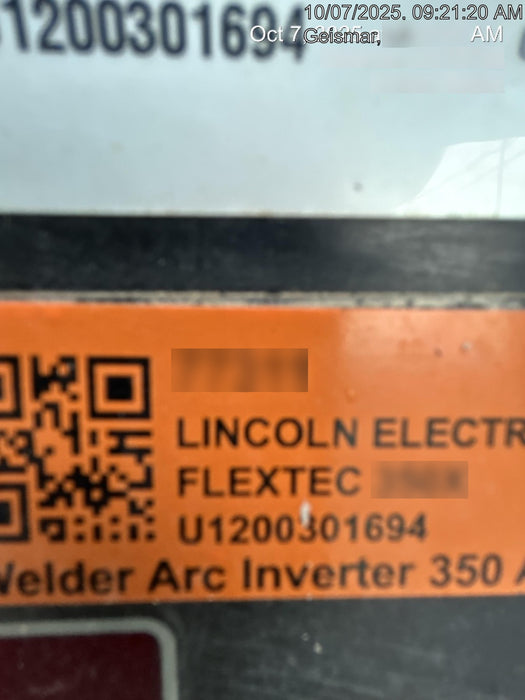 10/07/2025. 09:21:20 AM
1200301694
Oct 7,
AM
Geismar,
LINCOLN ELECTR
FLEXTEC
U1200301694
Welder Arc Inverter 350 A